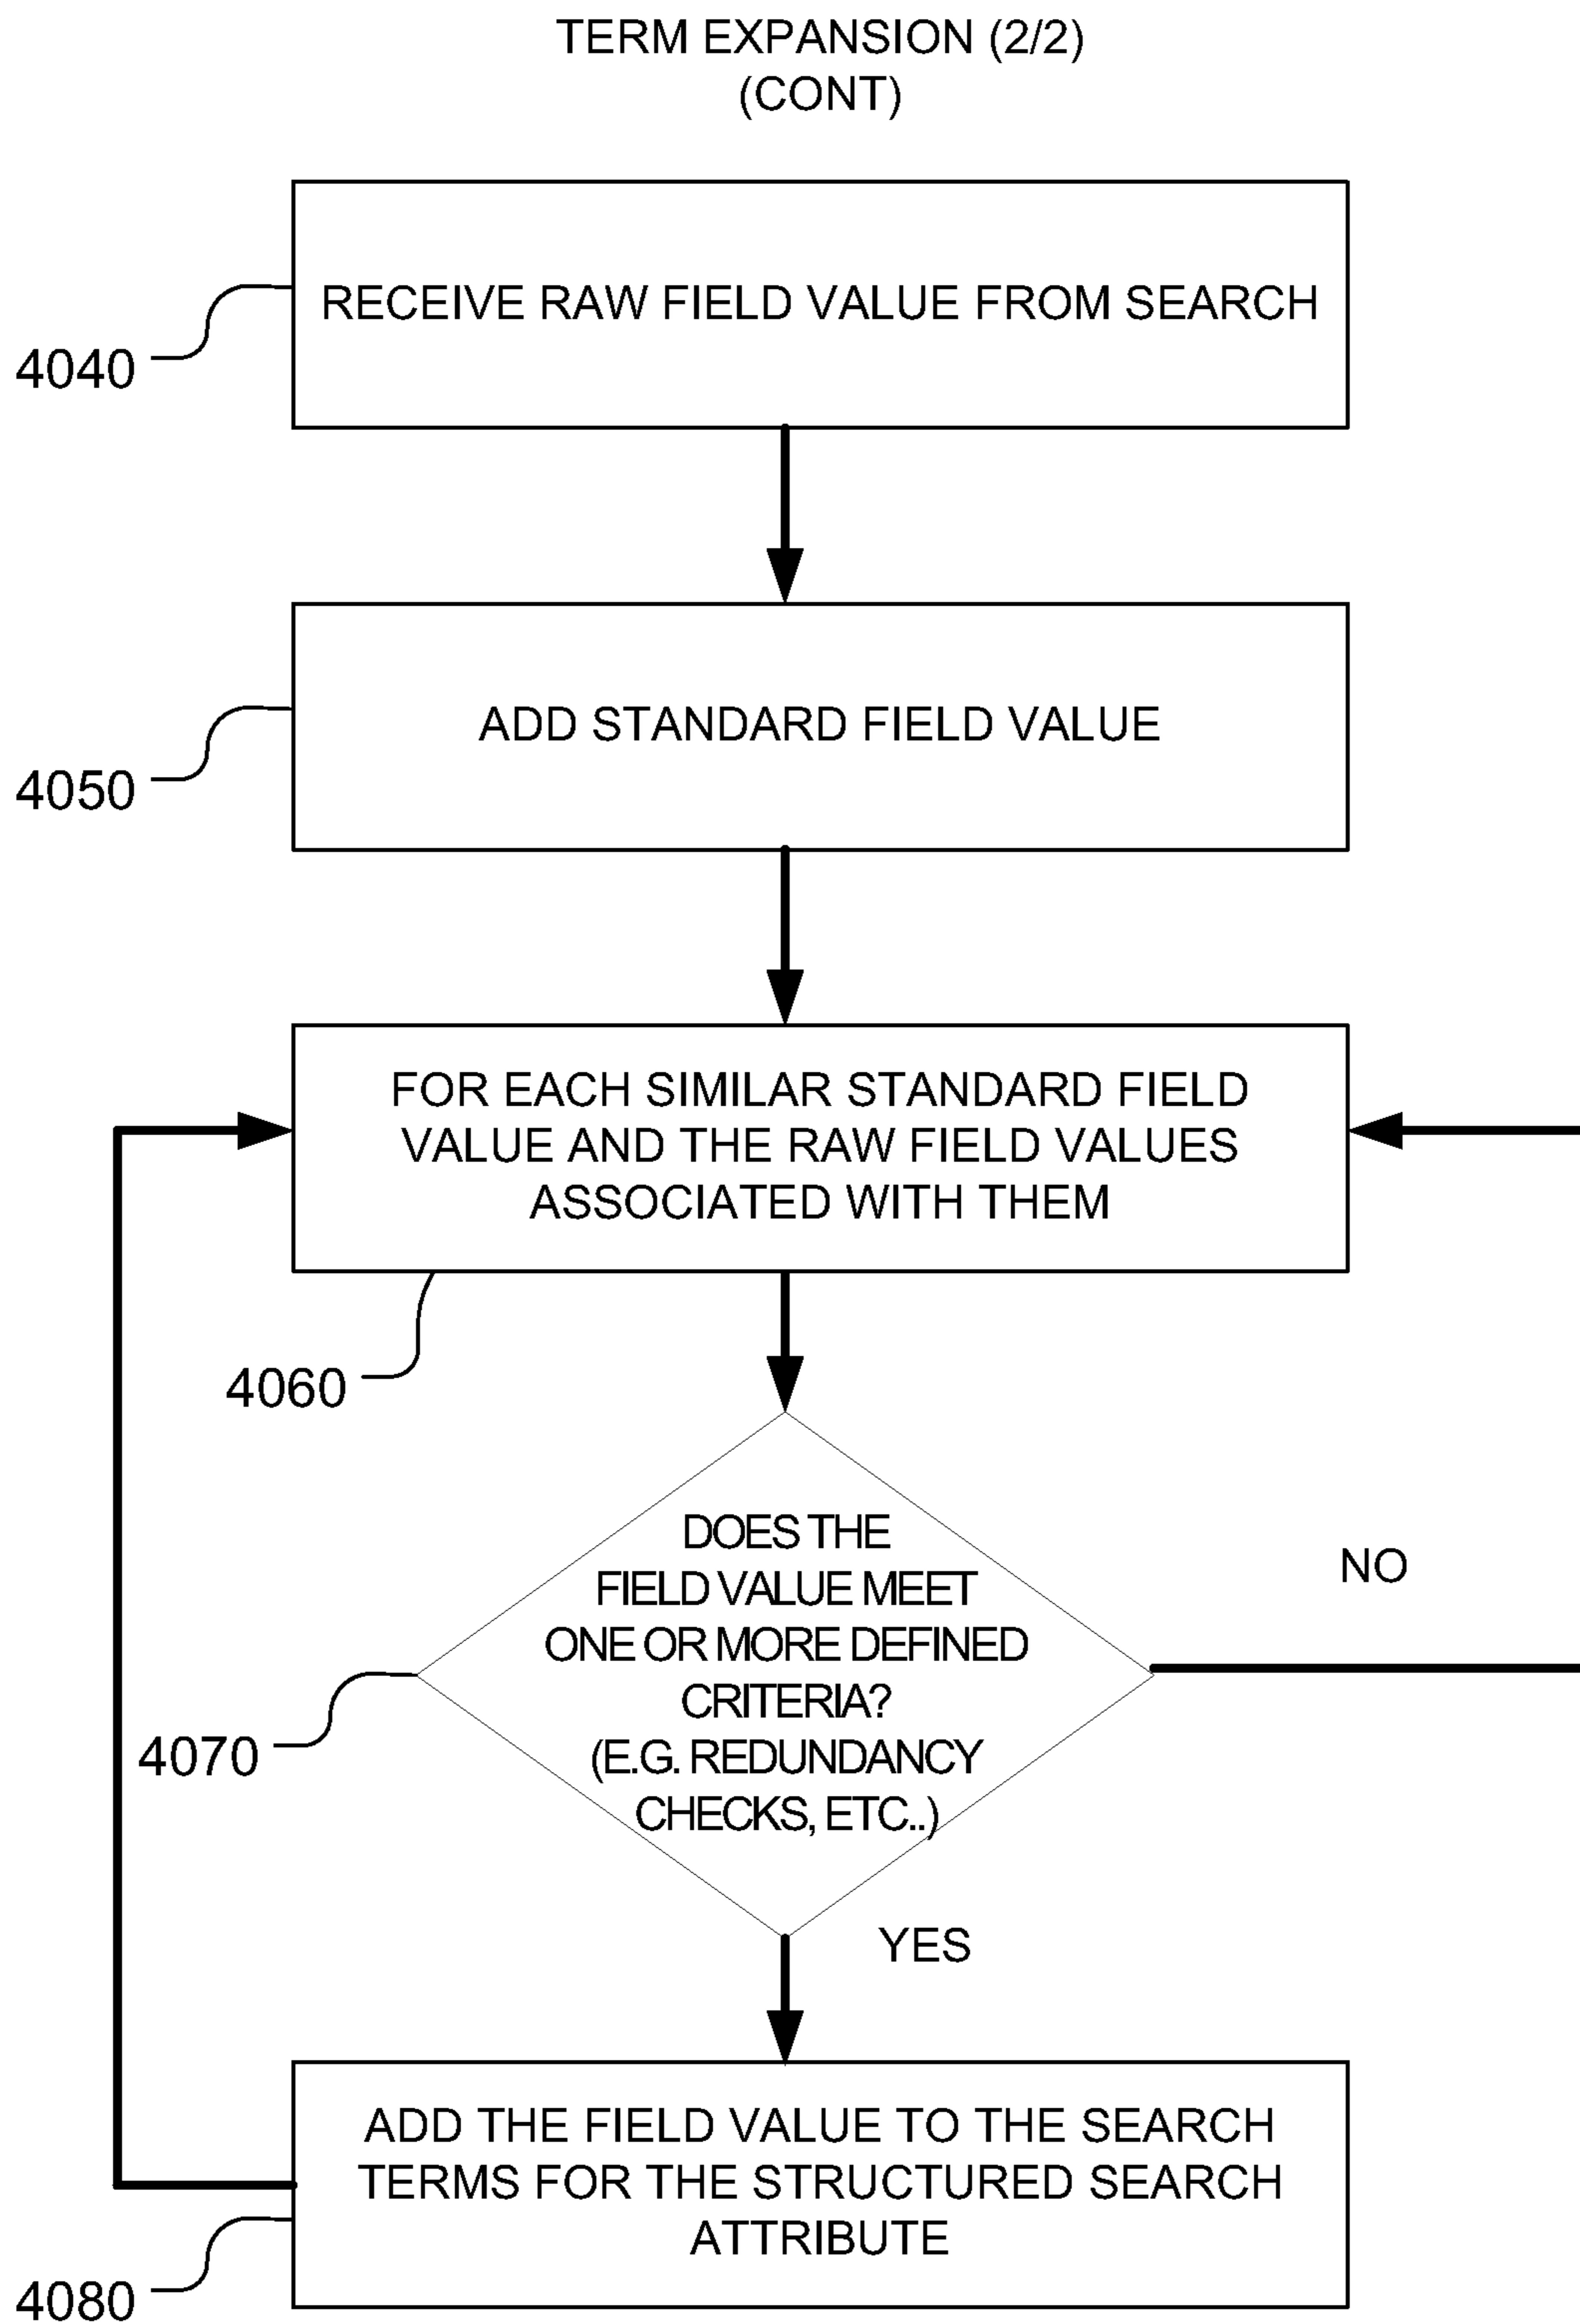 TERM EXPANSION (2/2)
(CONT)
RECEIVE RAW FIELD VALUE FROM SEARCH
4040
ADD STANDARD FIELD VALUE
4050
FOR EACH SIMILAR STANDARD FIELD
VALUE AND THE RAW FIELD VALUES
ASSOCIATED WITH THEM
4060
DOES THE
FIELD VALUE MEET
ONE OR MORE DEFINED
CRITERIA?
(E.G. REDUNDANCY
CHECKS, ETC..)
NO
4070
YES
ADD THE FIELD VALUE TO THE SEARCH
TERMS FOR THE STRUCTURED SEARCH
ATTRIBUTE
4080